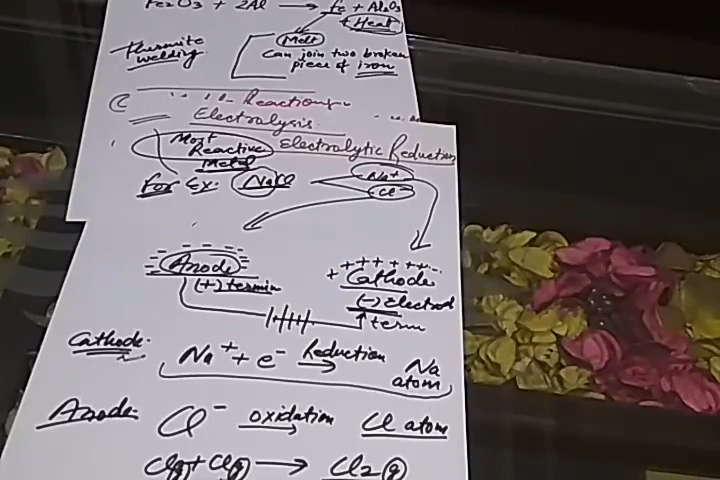 Fe2O3 + 2Al → Fe + Al2O3
+ Heat
Thermite welding
Melt
Can join two broken piece of iron
C Reactions
Electrolysis
Most Reactive Metal
Electrolytic Reduction
For Ex: NaCl
Na+
Cl-
Anode
(+) termin
+ + + + + + +
Cathode
(-) Electrod
term
Cathode.
Na+ + e- Reduction → Na atom
Anode
Cl- oxidation → Cl atom
Cl(g) + Cl(g) → Cl2(g)